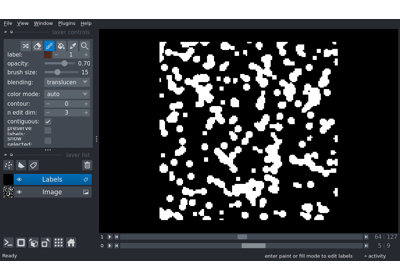 File View Window Plugins Help
layer controls
label: 1
opacity: 0.70
brush size: 15
blending: translucen
color mode: auto
contour: 0
n edit dim: 3
contiguous:
preserve labels:
show selected:
layer list
Labels
Image
1 64 127
0 5 9
Ready enter paint or fill mode to edit labels activity